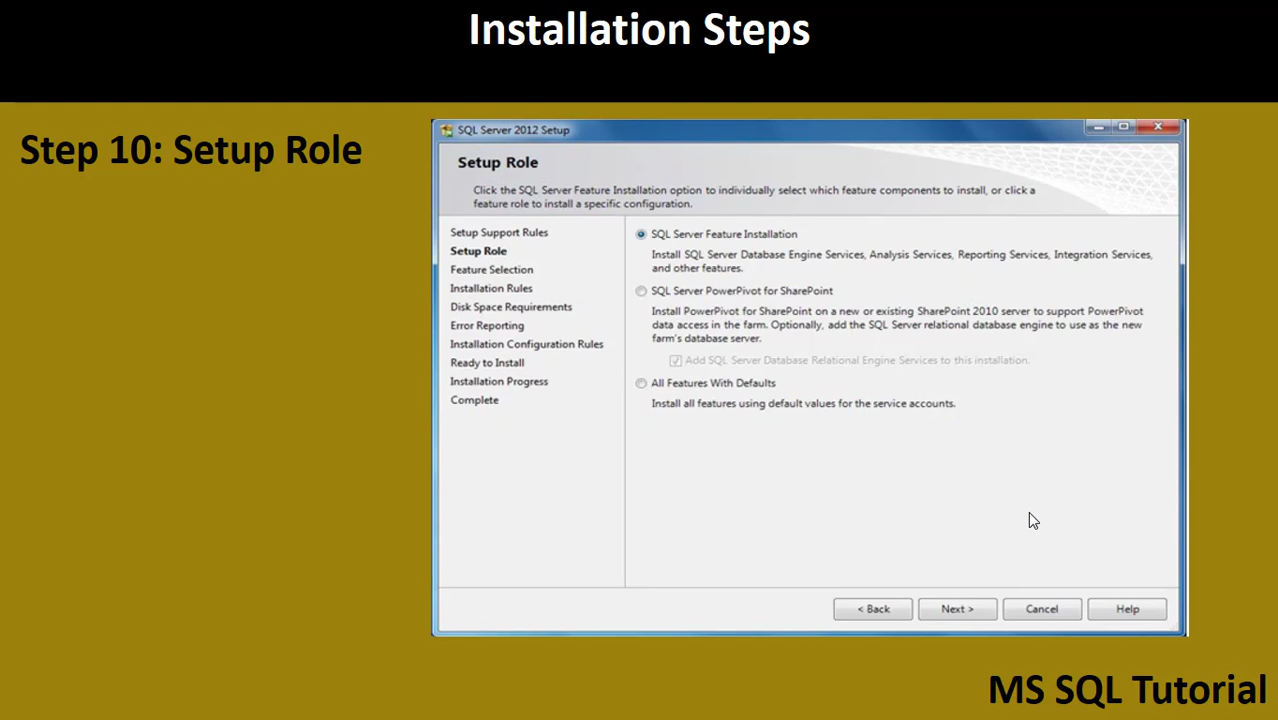 Installation Steps
Step 10: Setup Role
SQL Server 2012 Setup
Setup Role
Click the SQL Server Feature Installation option to individually select which feature components to install, or click a
feature role to install a specific configuration.
Setup Support Rules
Setup Role
Feature Selection
Installation Rules
Disk Space Requirements
Error Reporting
Installation Configuration Rules
Ready to Install
Installation Progress
Complete
SQL Server Feature Installation
Install SQL Server Database Engine Services, Analysis Services, Reporting Services, Integration Services,
and other features.
SQL Server PowerPivot for SharePoint
Install PowerPivot for SharePoint on a new or existing SharePoint 2010 server to support PowerPivot
data access in the farm. Optionally, add the SQL Server relational database engine to use as the new
farm's database server.
Add SQL Server Database Relational Engine Services to this installation.
All Features With Defaults
Install all features using default values for the service accounts.
< Back
Next >
Cancel
Help
MS SQL Tutorial